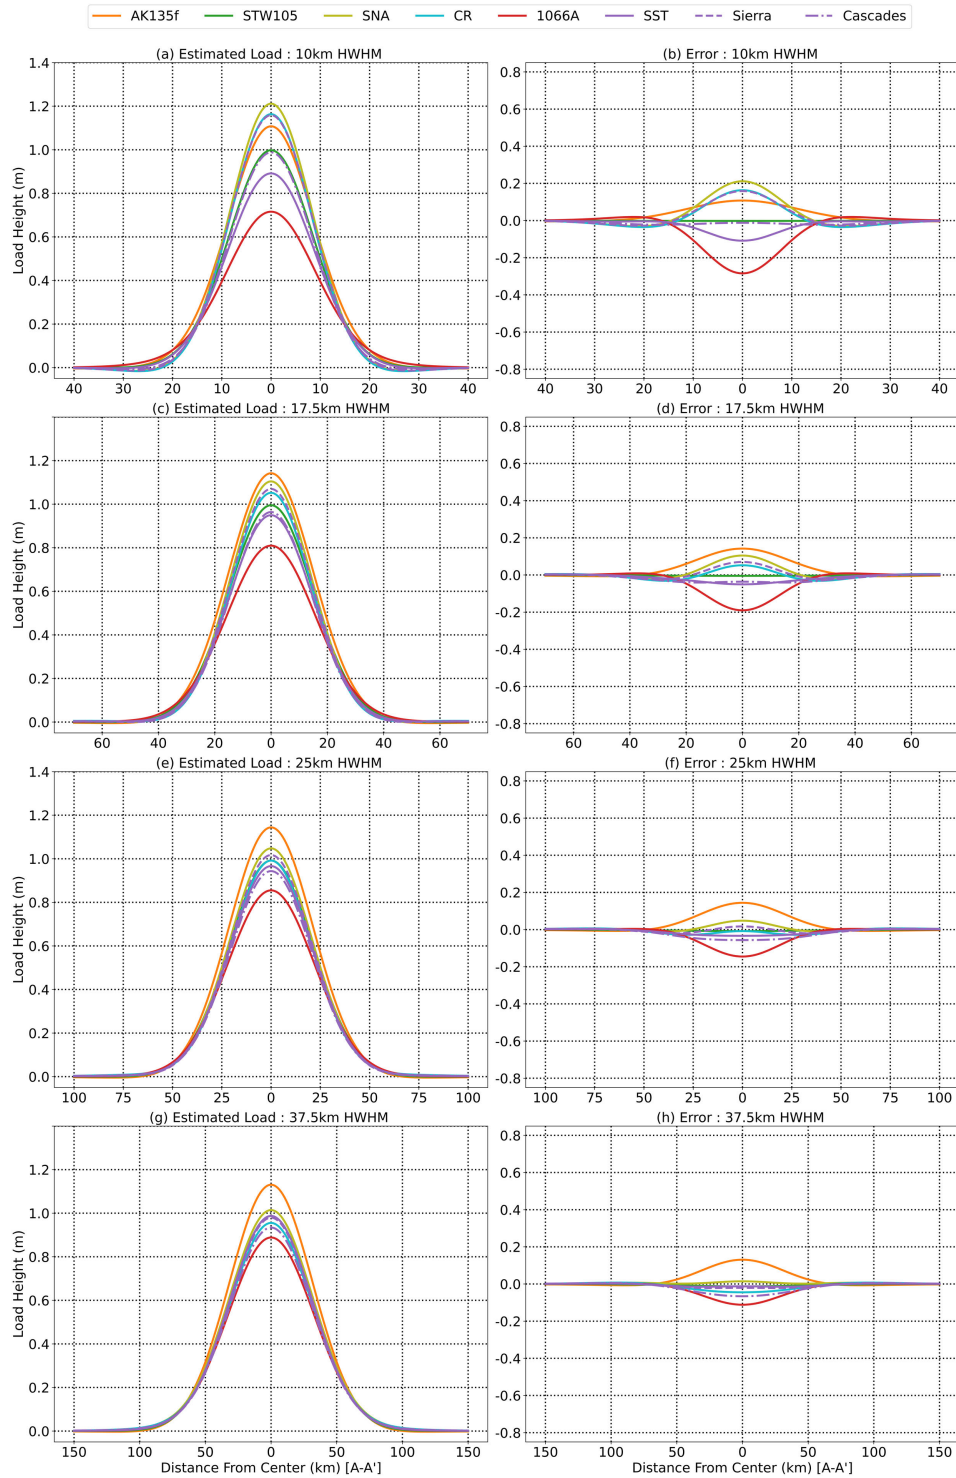 AK135f STW105 SNA CR 1066A SST Sierra Cascades
(a) Estimated Load : 10km HWHM
1.4
1.2
1.0
0.8
0.6
0.4
0.2
0.0
Load Height (m)
40 30 20 10 0 10 20 30 40
(b) Error : 10km HWHM
0.8
0.6
0.4
0.2
0.0
-0.2
-0.4
-0.6
-0.8
40 30 20 10 0 10 20 30 40
(c) Estimated Load : 17.5km HWHM
1.2
1.0
0.8
0.6
0.4
0.2
0.0
Load Height (m)
60 40 20 0 20 40 60
(d) Error : 17.5km HWHM
0.8
0.6
0.4
0.2
0.0
-0.2
-0.4
-0.6
-0.8
60 40 20 0 20 40 60
(e) Estimated Load : 25km HWHM
1.4
1.2
1.0
0.8
0.6
0.4
0.2
0.0
Load Height (m)
100 75 50 25 0 25 50 75 100
(f) Error : 25km HWHM
0.8
0.6
0.4
0.2
0.0
-0.2
-0.4
-0.6
-0.8
100 75 50 25 0 25 50 75 100
(g) Estimated Load : 37.5km HWHM
1.2
1.0
0.8
0.6
0.4
0.2
0.0
Load Height (m)
150 100 50 0 50 100 150
Distance From Center (km) [A-A']
(h) Error : 37.5km HWHM
0.8
0.6
0.4
0.2
0.0
-0.2
-0.4
-0.6
-0.8
150 100 50 0 50 100 150
Distance From Center (km) [A-A']